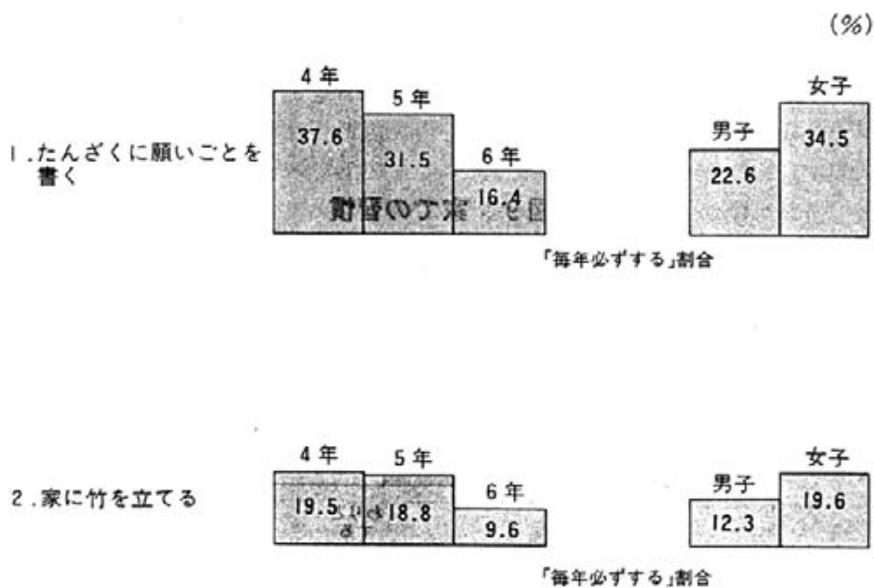 (%)
4年
5年
6年
男子
女子
1.たんざくに願いごとを
書く
37.6
31.5
16.4
22.6
34.5
「毎年必ずする」割合
4年
5年
6年
男子
女子
2.家に竹を立てる
19.5
18.8
9.6
12.3
19.6
「毎年必ずする」割合